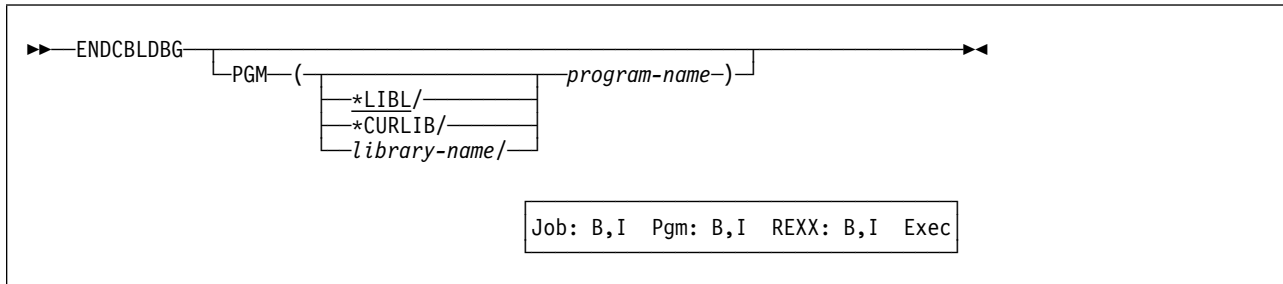 ENDCBLDBG
PGM ( program-name )
*LIBL/
*CURLIB/
library-name/
Job: B,I Pgm: B,I REXX: B,I Exec